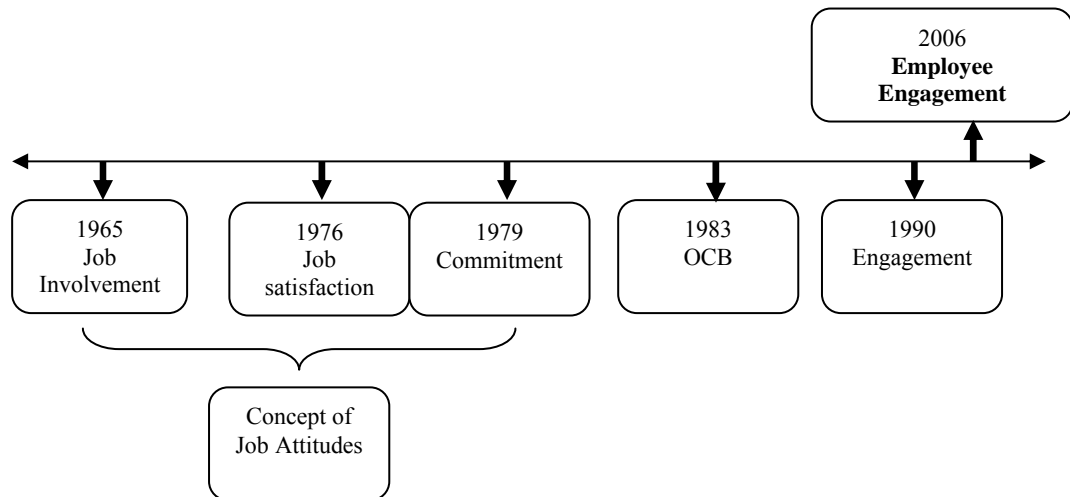 2006
Employee
Engagement
1965
Job
Involvement
1976
Job
satisfaction
1979
Commitment
1983
OCB
1990
Engagement
Concept of
Job Attitudes